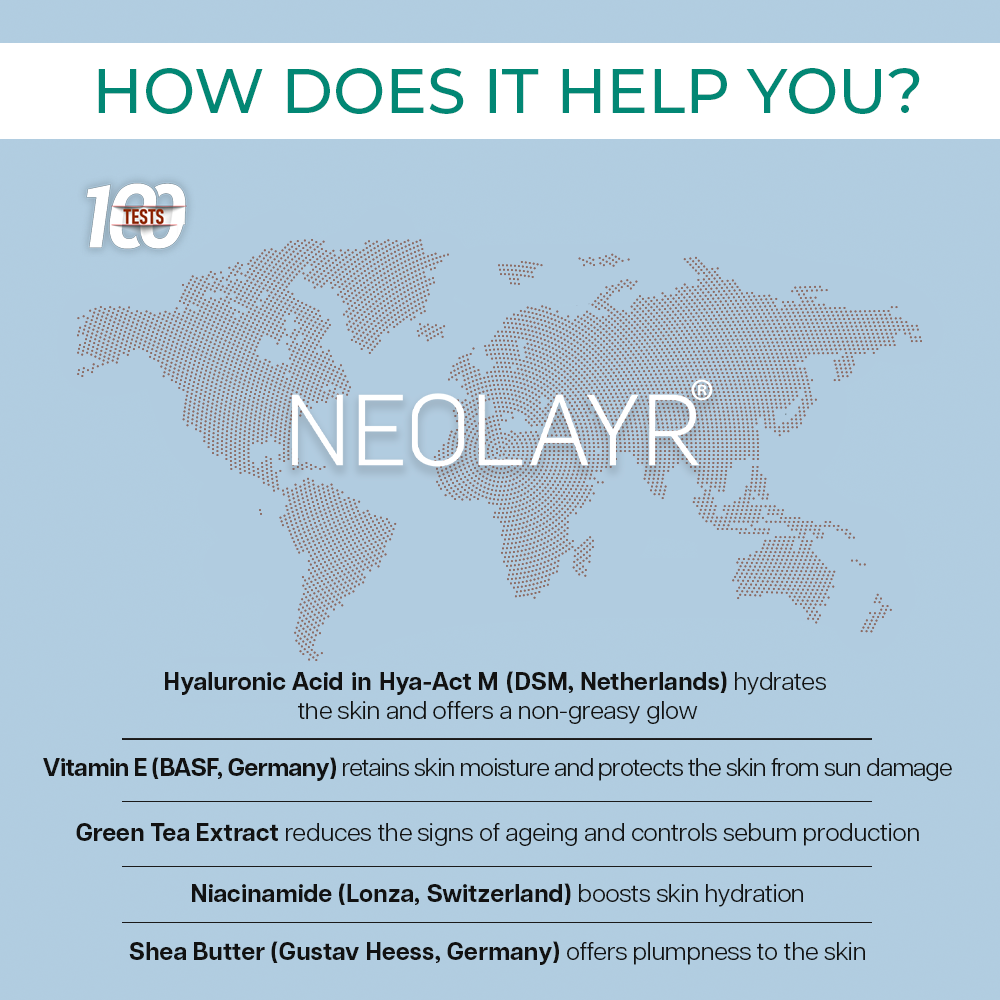 HOW DOES IT HELP YOU?
100
TESTS
NEOLAYR®
Hyaluronic Acid in Hya-Act M (DSM, Netherlands) hydrates
the skin and offers a non-greasy glow
Vitamin E (BASF, Germany) retains skin moisture and protects the skin from sun damage
Green Tea Extract reduces the signs of ageing and controls sebum production
Niacinamide (Lonza, Switzerland) boosts skin hydration
Shea Butter (Gustav Heess, Germany) offers plumpness to the skin